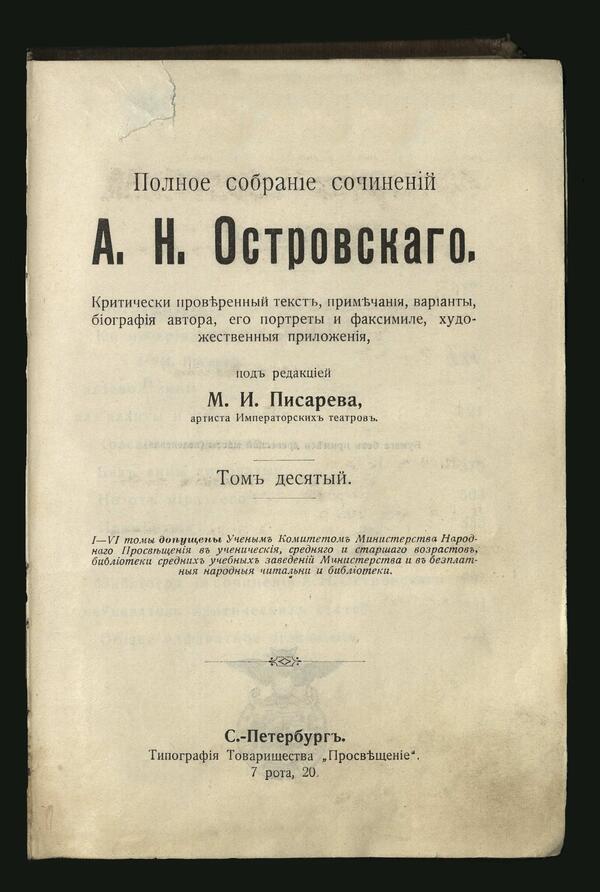 Полное собранiе сочиненiй
А. Н. Островскаго.
Критически провѣренный текстъ, примѣчанiя, варiанты,
бiографiя автора, его портреты и факсимиле, худо-
жественныя приложенiя,
подъ редакцiей
М. И. Писарева,
артиста Императорскихъ театровъ.
Томъ десятый.
I—VI томы допущены Ученымъ Комитетомъ Министерства Народ-
наго Просвѣщенiя въ ученическiя, средняго и старшаго возрастовъ,
библiотеки среднихъ учебныхъ заведенiй Министерства и въ безплат-
ныя народныя читальни и библiотеки.
С.-Петербургъ.
Типографiя Товарищества „Просвѣщенiе“.
7 рота, 20.